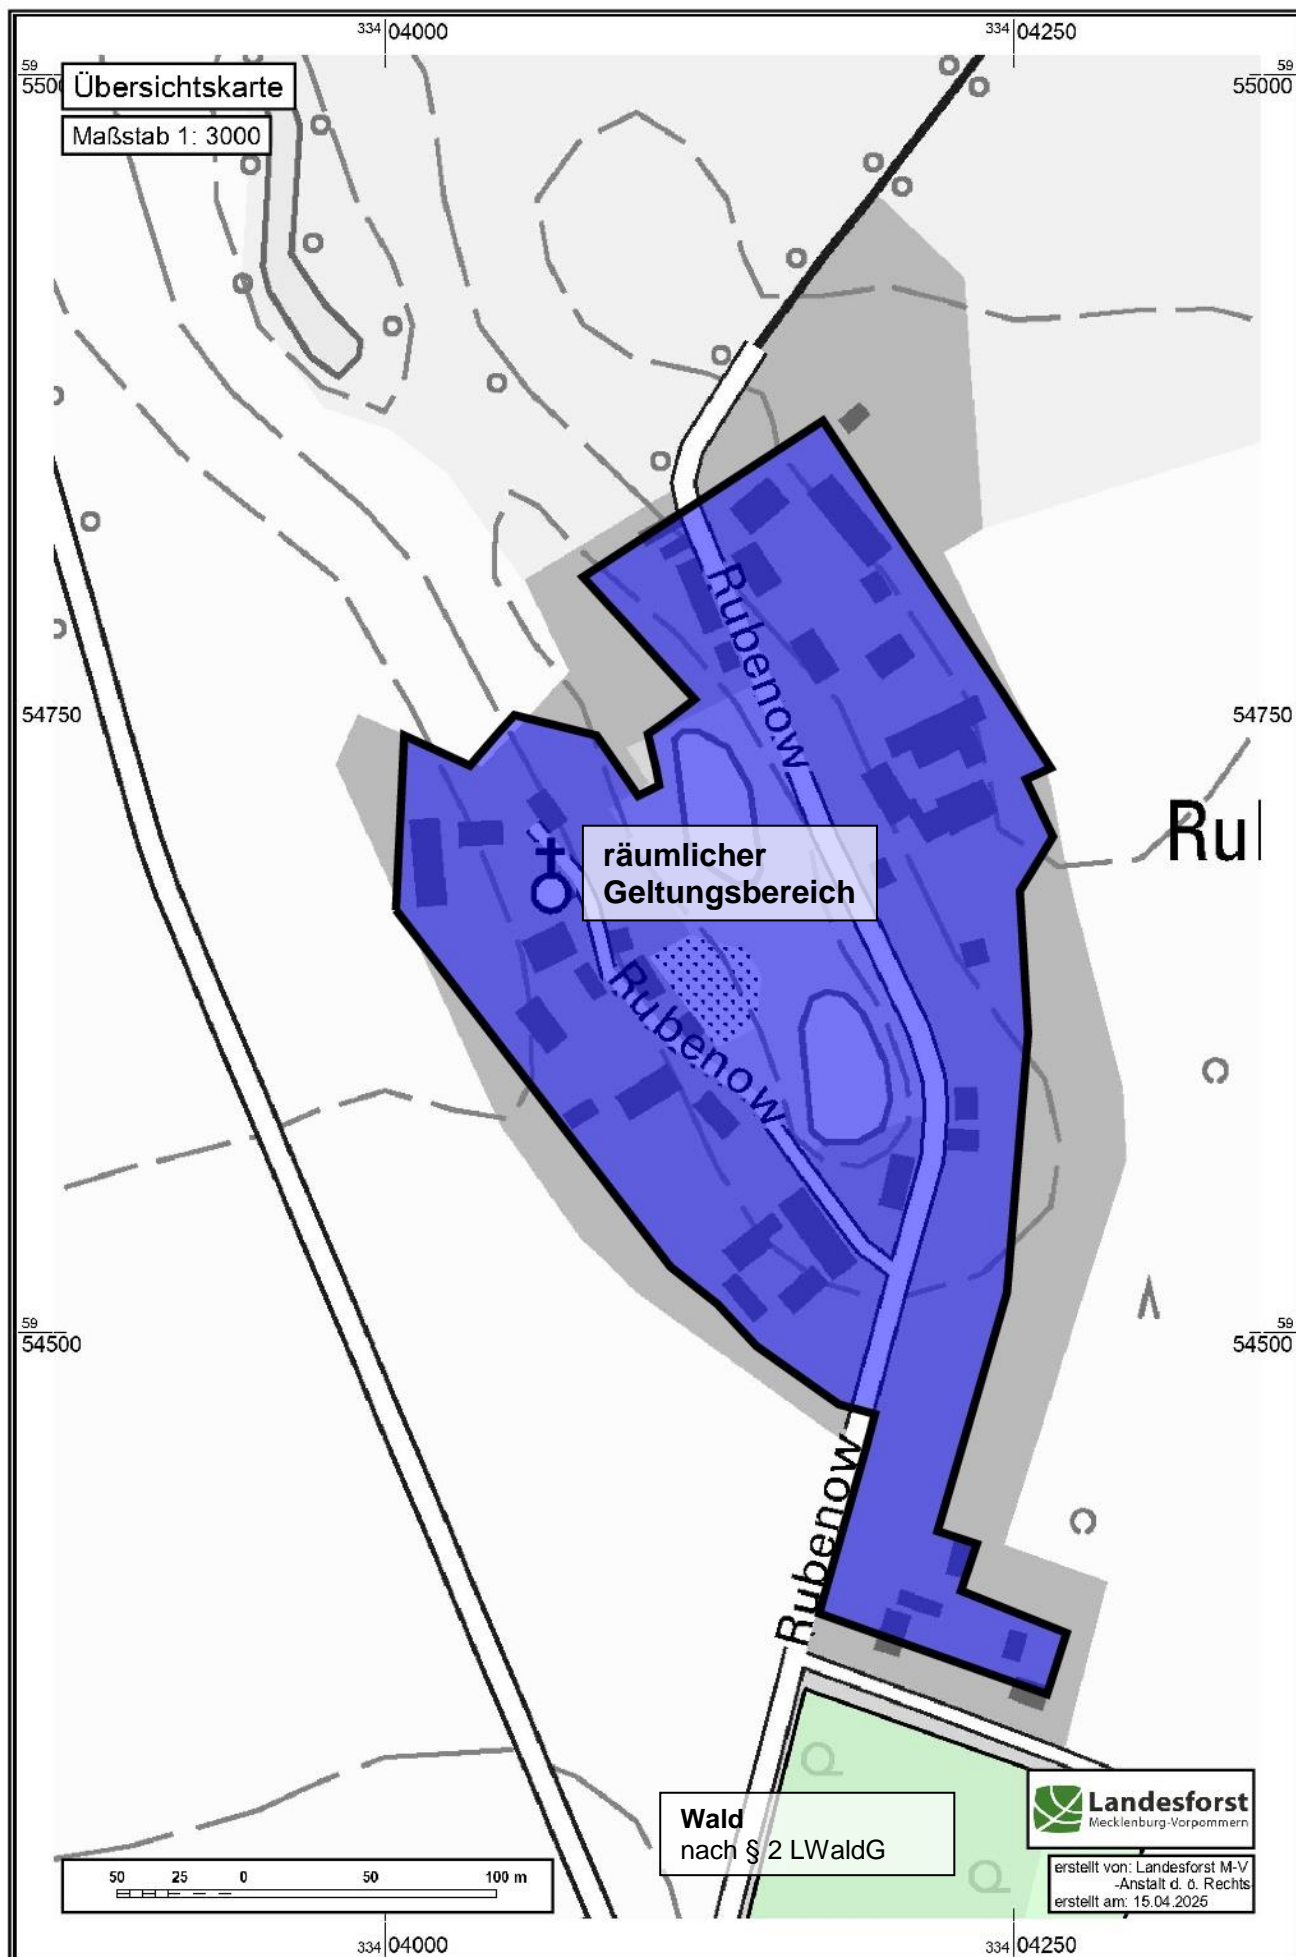 334 04000
334 04250
59
55000
59
55000
Übersichtskarte
Maßstab 1: 3000
Rubenow
54750
54750
Ru
räumlicher
Geltungsbereich
Rubenow
59
54500
59
54500
Rubenow
Wald
nach § 2 LWaldG
Landesforst
Mecklenburg-Vorpommern
erstellt von: Landesforst M-V
-Anstalt d. ö. Rechts-
erstellt am: 15.04.2025
50 25 0 50 100 m
334 04000
334 04250